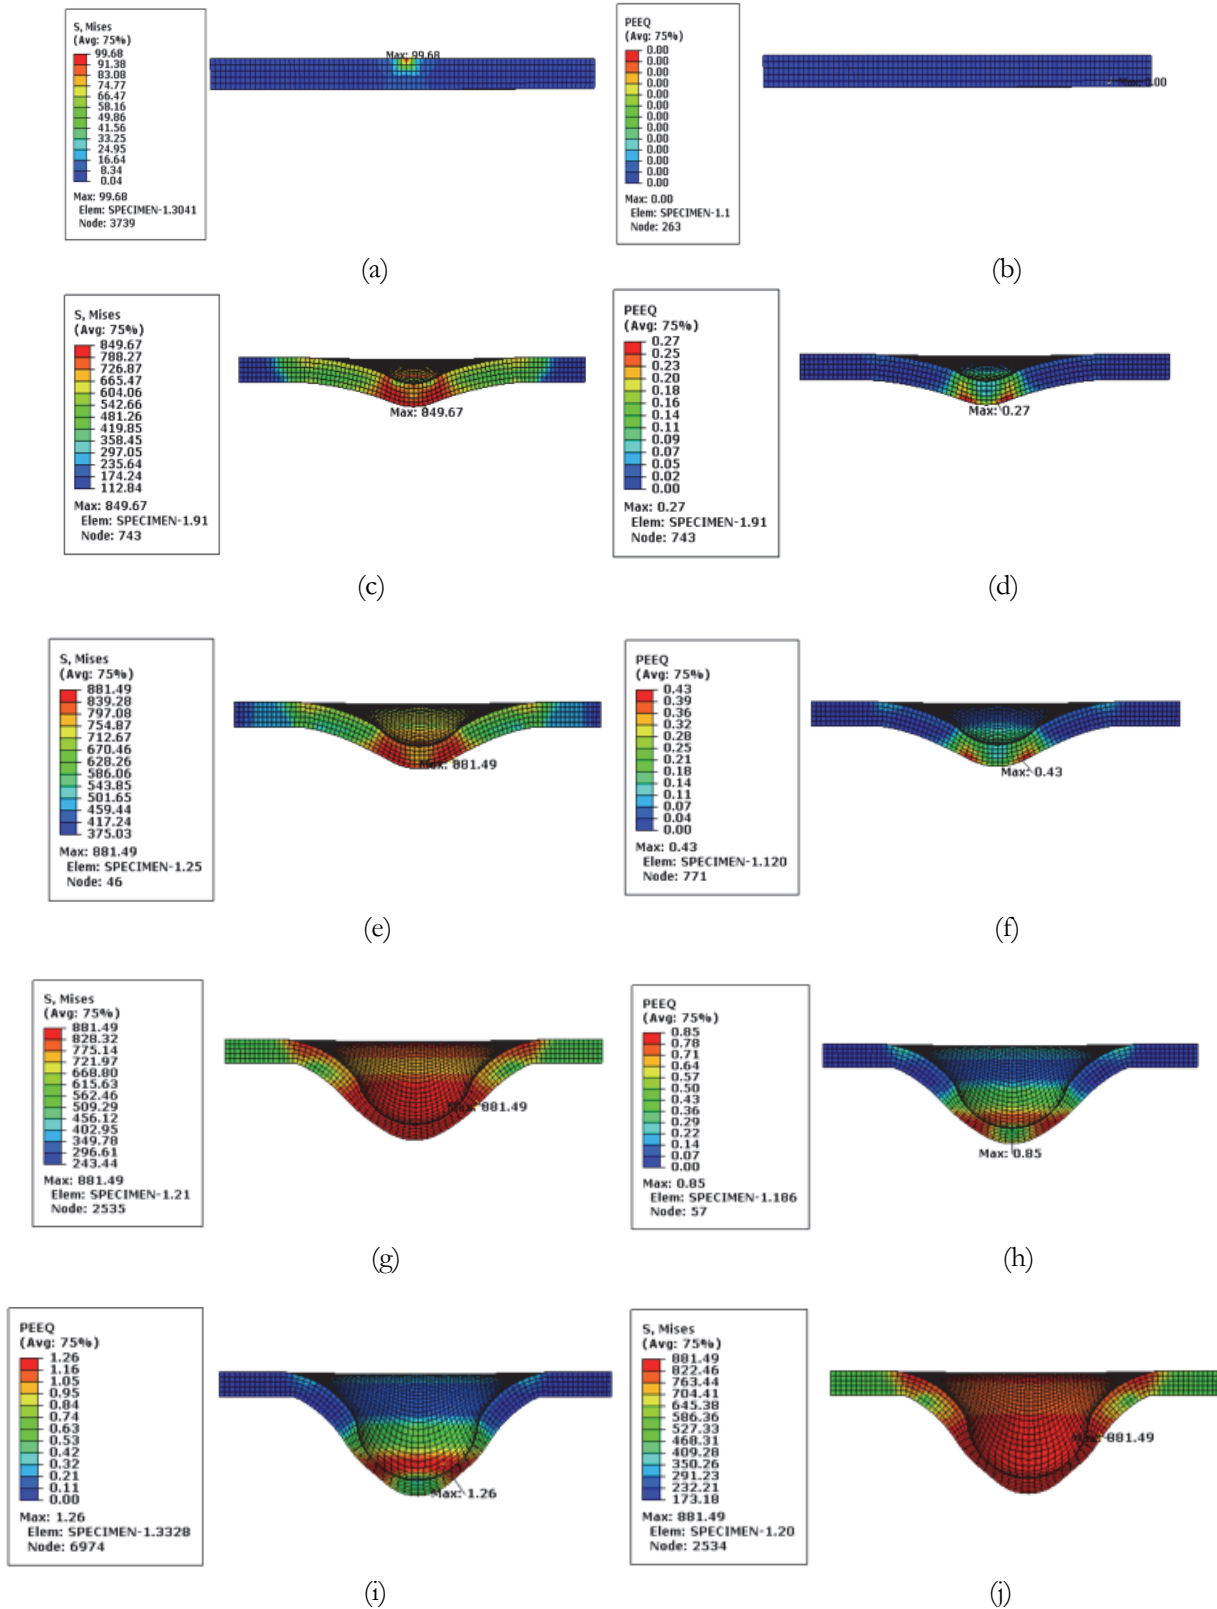 S, Mises
(Avg: 75%)
99.68
91.38
83.08
74.77
66.47
58.16
49.86
41.56
33.25
24.95
16.64
8.34
0.04
Max: 99.68
Elem: SPECIMEN-1.3041
Node: 3739
Max: 99.68
(a)
PEEQ
(Avg: 75%)
0.00
0.00
0.00
0.00
0.00
0.00
0.00
0.00
0.00
0.00
0.00
0.00
0.00
Max: 0.00
Elem: SPECIMEN-1.1
Node: 263
Max: 0.00
(b)
S, Mises
(Avg: 75%)
849.67
788.27
726.87
665.47
604.06
542.66
481.26
419.85
358.45
297.05
235.64
174.24
112.84
Max: 849.67
Elem: SPECIMEN-1.91
Node: 743
Max: 849.67
(c)
PEEQ
(Avg: 75%)
0.27
0.25
0.23
0.20
0.18
0.16
0.14
0.11
0.09
0.07
0.05
0.02
0.00
Max: 0.27
Elem: SPECIMEN-1.91
Node: 743
Max: 0.27
(d)
S, Mises
(Avg: 75%)
881.49
839.28
797.08
754.87
712.67
670.46
628.26
586.06
543.85
501.65
459.44
417.24
375.03
Max: 881.49
Elem: SPECIMEN-1.25
Node: 46
Max: 881.49
(e)
PEEQ
(Avg: 75%)
0.43
0.39
0.36
0.32
0.28
0.25
0.21
0.18
0.14
0.11
0.07
0.04
0.00
Max: 0.43
Elem: SPECIMEN-1.120
Node: 771
Max: 0.43
(f)
S, Mises
(Avg: 75%)
881.49
828.32
775.14
721.97
668.80
615.63
562.46
509.29
456.12
402.95
349.78
296.61
243.44
Max: 881.49
Elem: SPECIMEN-1.21
Node: 2535
Max: 881.49
(g)
PEEQ
(Avg: 75%)
0.85
0.78
0.71
0.64
0.57
0.50
0.43
0.36
0.29
0.22
0.14
0.07
0.00
Max: 0.85
Elem: SPECIMEN-1.186
Node: 57
Max: 0.85
(h)
PEEQ
(Avg: 75%)
1.26
1.16
1.05
0.95
0.84
0.74
0.63
0.53
0.42
0.32
0.21
0.11
0.00
Max: 1.26
Elem: SPECIMEN-1.3328
Node: 6974
Max: 1.26
(i)
S, Mises
(Avg: 75%)
881.49
822.46
763.44
704.41
645.38
586.36
527.33
468.31
409.28
350.26
291.23
232.21
173.18
Max: 881.49
Elem: SPECIMEN-1.20
Node: 2534
Max: 881.49
(j)